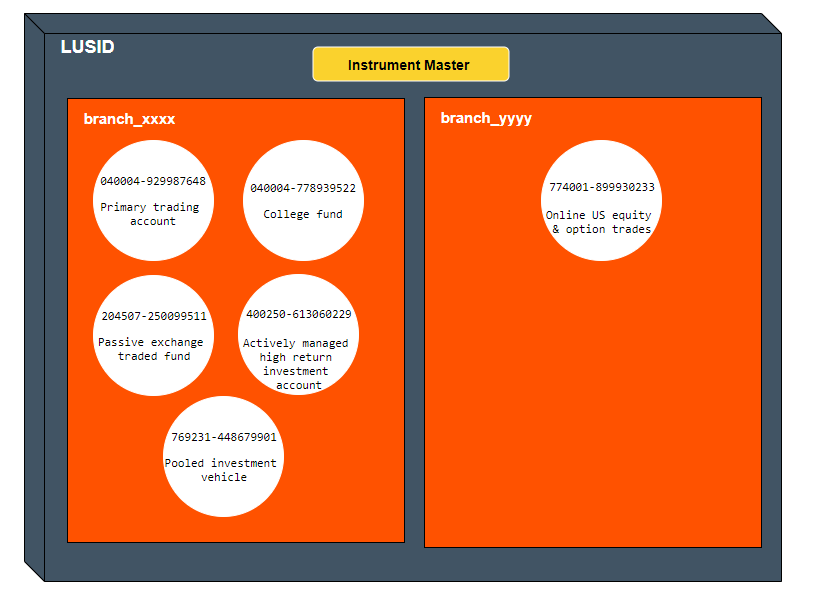 LUSID
Instrument Master
branch_xxxx
040004-929987648
Primary trading
account
040004-778939522
College fund
204507-250099511
Passive exchange
traded fund
400250-613060229
Actively managed
high return
investment
account
769231-448679901
Pooled investment
vehicle
branch_yyyy
774001-899930233
Online US equity
& option trades